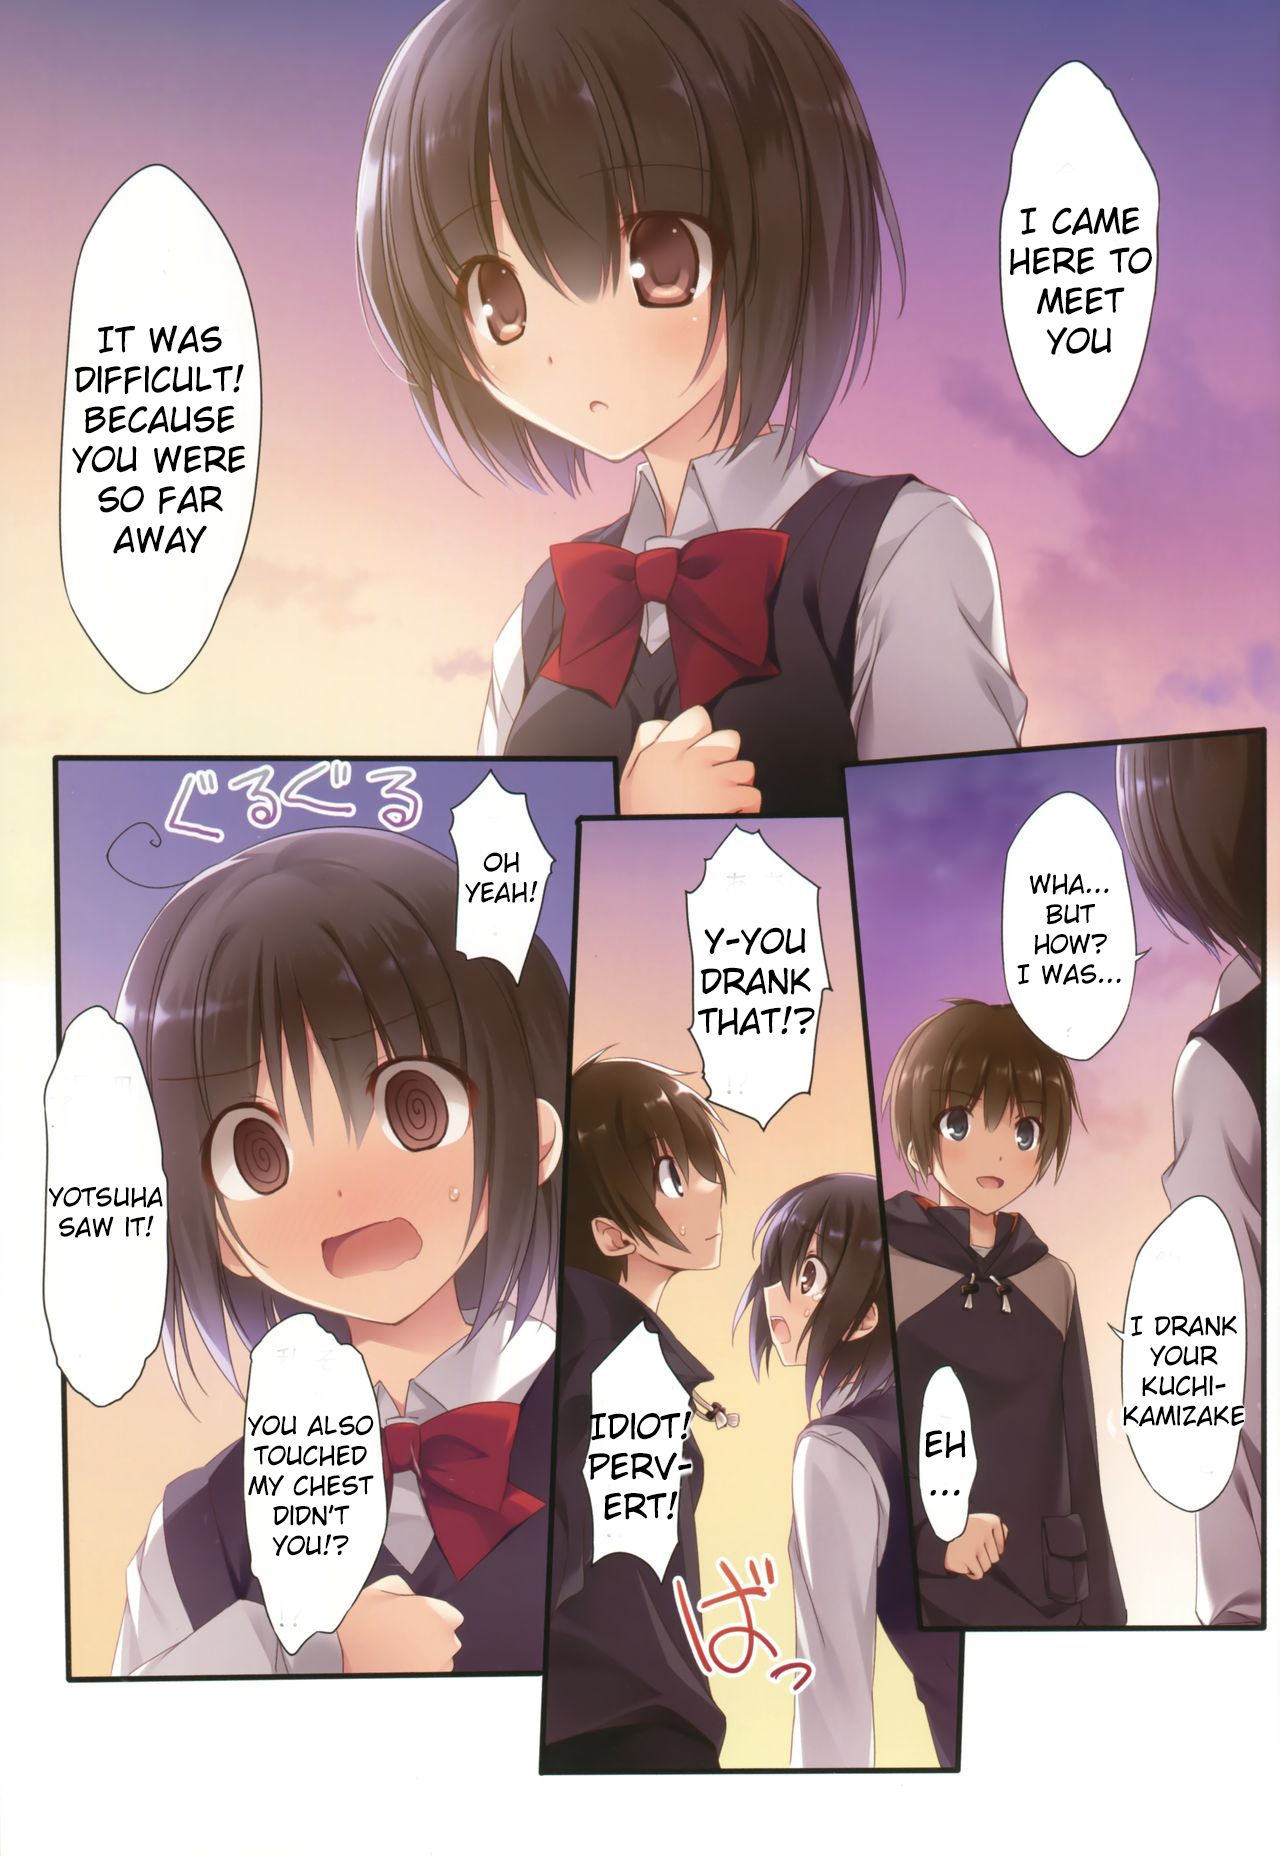 I CAME
HERE TO
MEET
YOU
IT WAS
DIFFICULT!
BECAUSE
YOU WERE
SO FAR
AWAY
WHA...
BUT
HOW?
I WAS...
I DRANK
YOUR
KUCHI-
KAMIZAKE
EH
...
Y-YOU
DRANK
THAT!?
IDIOT!
PERV-
ERT!
ばっ
OH
YEAH!
ぐるぐる
YOU ALSO
TOUCHED
MY CHEST
DIDN'T
YOU!?
YOTSUHA
SAW IT!